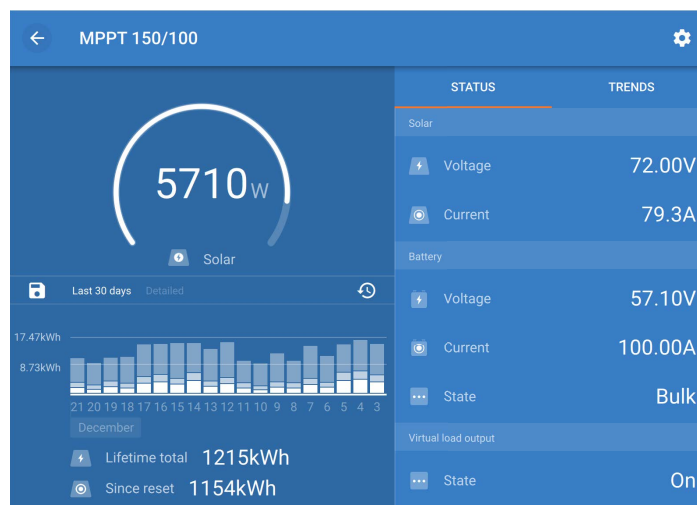 MPPT 150/100
5710W
Solar
Last 30 days Detailed
17.47kWh
8.73kWh
21 20 19 18 17 16 15 14 13 12 11 10 9 8 7 6 5 4 3
December
Lifetime total 1215kWh
Since reset 1154kWh
STATUS TRENDS
Solar
Voltage 72.00V
Current 79.3A
Battery
Voltage 57.10V
Current 100.00A
State Bulk
Virtual load output
State On